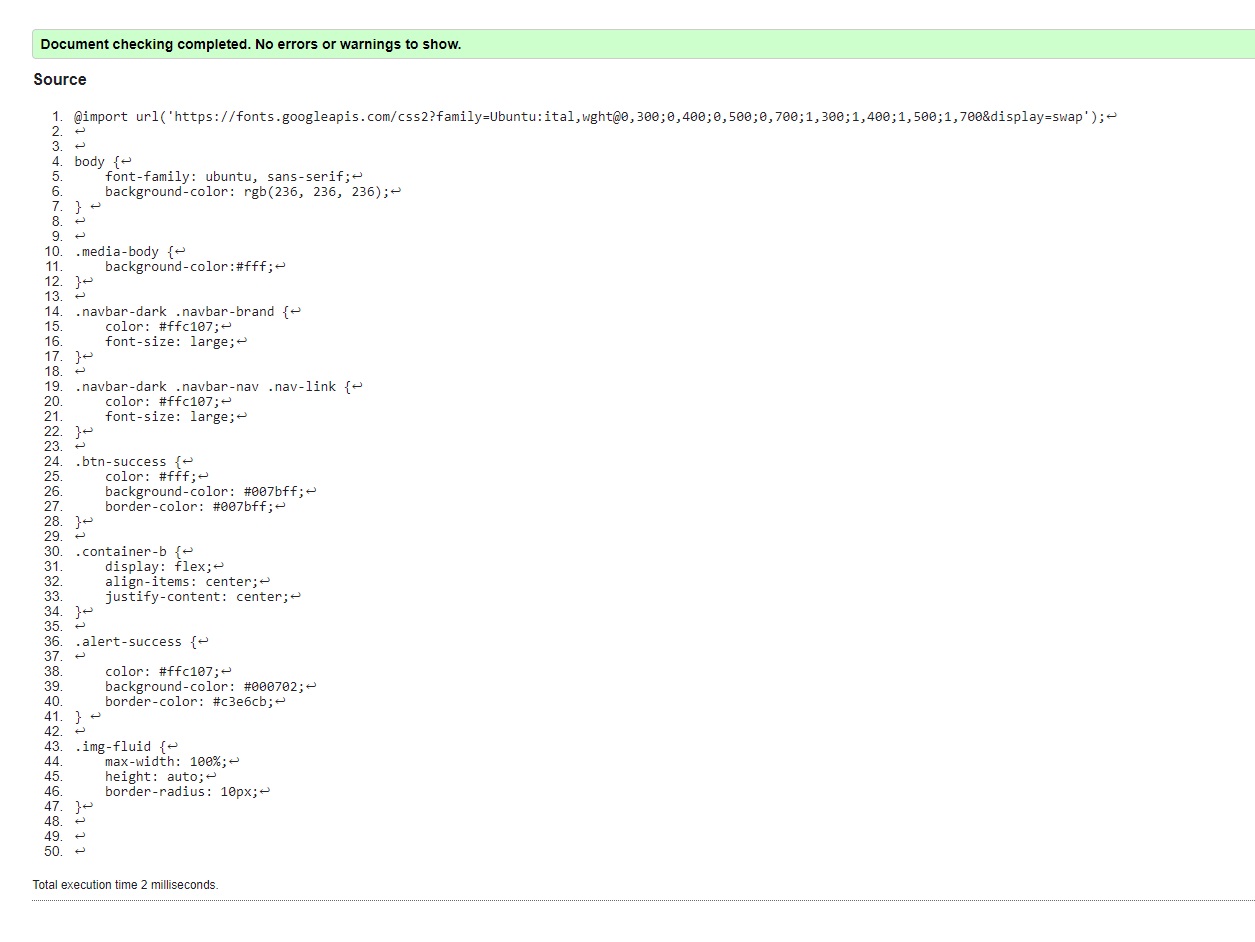 Document checking completed. No errors or warnings to show.
Source
1. @import url('https://fonts.googleapis.com/css2?family=Ubuntu:ital,wght@0,300;0,400;0,500;0,700;1,300;1,400;1,500;1,700&display=swap');↩
2. ↩
3. ↩
4. body {↩
5.     font-family: ubuntu, sans-serif;↩
6.     background-color: rgb(236, 236, 236);↩
7. } ↩
8. ↩
9. ↩
10. .media-body {↩
11.     background-color:#fff;↩
12. }↩
13. ↩
14. .navbar-dark .navbar-brand {↩
15.     color: #ffc107;↩
16.     font-size: large;↩
17. }↩
18. ↩
19. .navbar-dark .navbar-nav .nav-link {↩
20.     color: #ffc107;↩
21.     font-size: large;↩
22. }↩
23. ↩
24. .btn-success {↩
25.     color: #fff;↩
26.     background-color: #007bff;↩
27.     border-color: #007bff;↩
28. }↩
29. ↩
30. .container-b {↩
31.     display: flex;↩
32.     align-items: center;↩
33.     justify-content: center;↩
34. }↩
35. ↩
36. .alert-success {↩
37. ↩
38.     color: #ffc107;↩
39.     background-color: #000702;↩
40.     border-color: #c3e6cb;↩
41. } ↩
42. ↩
43. .img-fluid {↩
44.     max-width: 100%;↩
45.     height: auto;↩
46.     border-radius: 10px;↩
47. }↩
48. ↩
49. ↩
50. ↩
Total execution time 2 milliseconds.